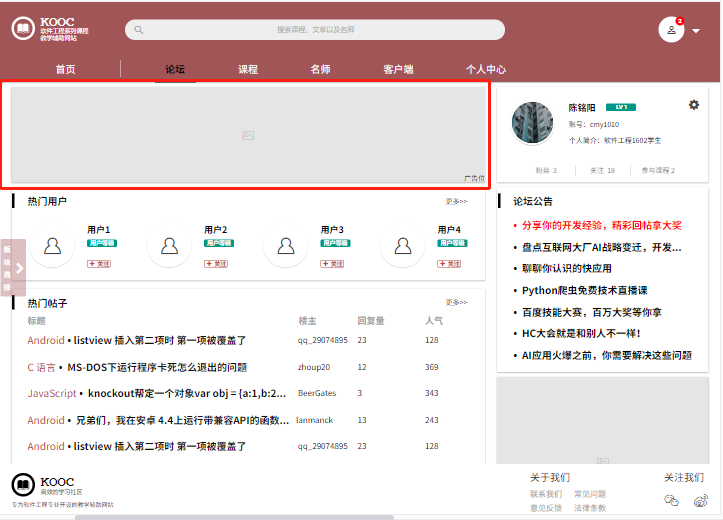 KOOC
软件工程系列课程
教学辅助网站
搜索课程、文章以及名师
2
首页 论坛 课程 名师 客户端 个人中心
广告位
陈铭阳 LV1
账号：cmy1010
个人简介：软件工程1602学生
粉丝 3 关注 18 参与课程 2
热门用户 更多>>
用户1 用户2 用户3 用户4
用户等级 用户等级 用户等级 用户等级
+ 关注 + 关注 + 关注 + 关注
板块选择
论坛公告
• 分享你的开发经验，精彩回帖拿大奖
• 盘点互联网大厂AI战略变迁，开发...
• 聊聊你认识的快应用
• Python爬虫免费技术直播课
• 百度技能大赛，百万大奖等你拿
• HC大会就是和别人不一样！
• AI应用火爆之前，你需要解决这些问题
热门帖子 更多>>
标题 楼主 回复量 人气
Android • listview 插入第二项时 第一项被覆盖了 qq_29074895 23 128
C 语言 • MS-DOS下运行程序卡死怎么退出的问题 zhoup20 12 369
JavaScript • knockout帮定一个对象var obj = {a:1,b:2... BeerGates 3 343
Android • 兄弟们，我在安卓 4.4上运行带兼容API的函数... lanmanck 13 243
Android • listview 插入第二项时 第一项被覆盖了 qq_29074895 23 128
KOOC
高效的学习社区
专为软件工程专业开设的教学辅助网站
关于我们 关注我们
联系我们 常见问题
意见反馈 法律条款